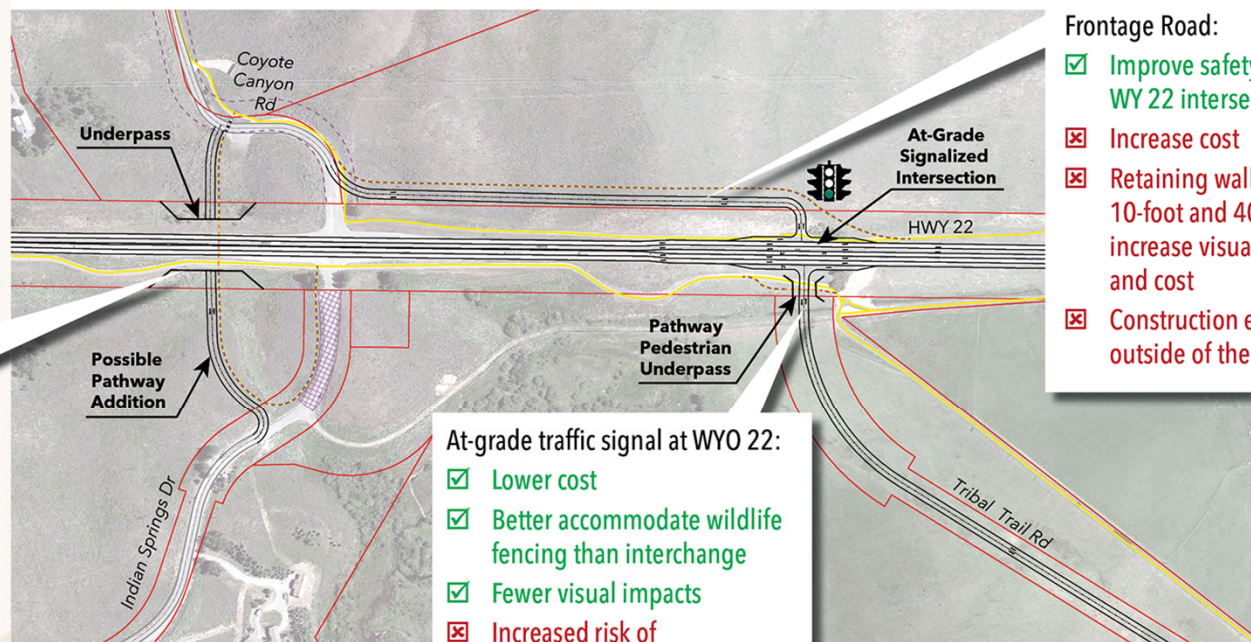 Coyote
Canyon
Rd
Underpass
At-Grade
Signalized
Intersection
HWY 22
Possible
Pathway
Addition
Pathway
Pedestrian
Underpass
Indian Springs Dr
Tribal Trail Rd
Frontage Road:
Improve safety
WY 22 interse
Increase cost
Retaining wal
10-foot and 40
increase visua
and cost
Construction e
outside of the
At-grade traffic signal at WYO 22:
Lower cost
Better accommodate wildlife
fencing than interchange
Fewer visual impacts
Increased risk of